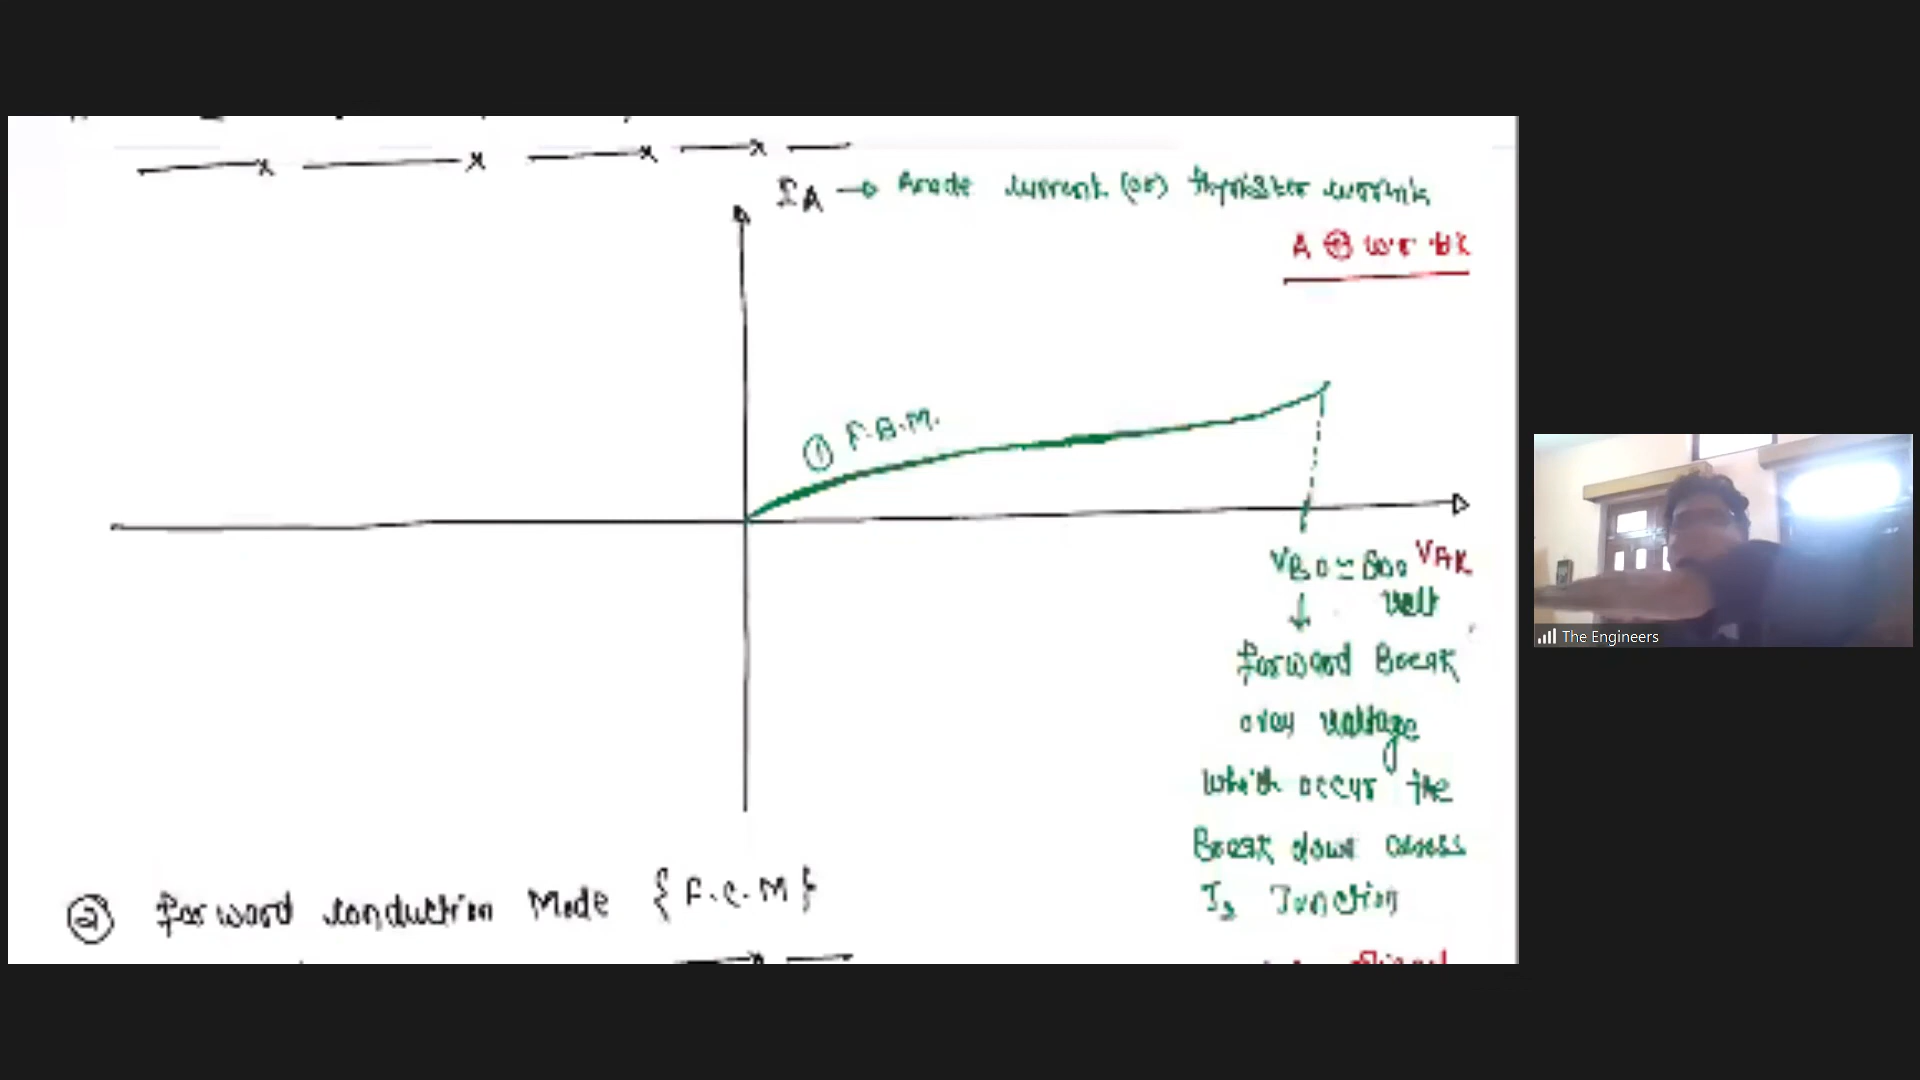 IA → Anode current (or) thyristor current
A ⊕ w.r.t K
① F.B.M.
VBO ≃ 800 Volt
VAK
↓
forward Break
over voltage
which occur the
Break down across
J2 Junction
② forward conduction Mode {F.C.M}
The Engineers